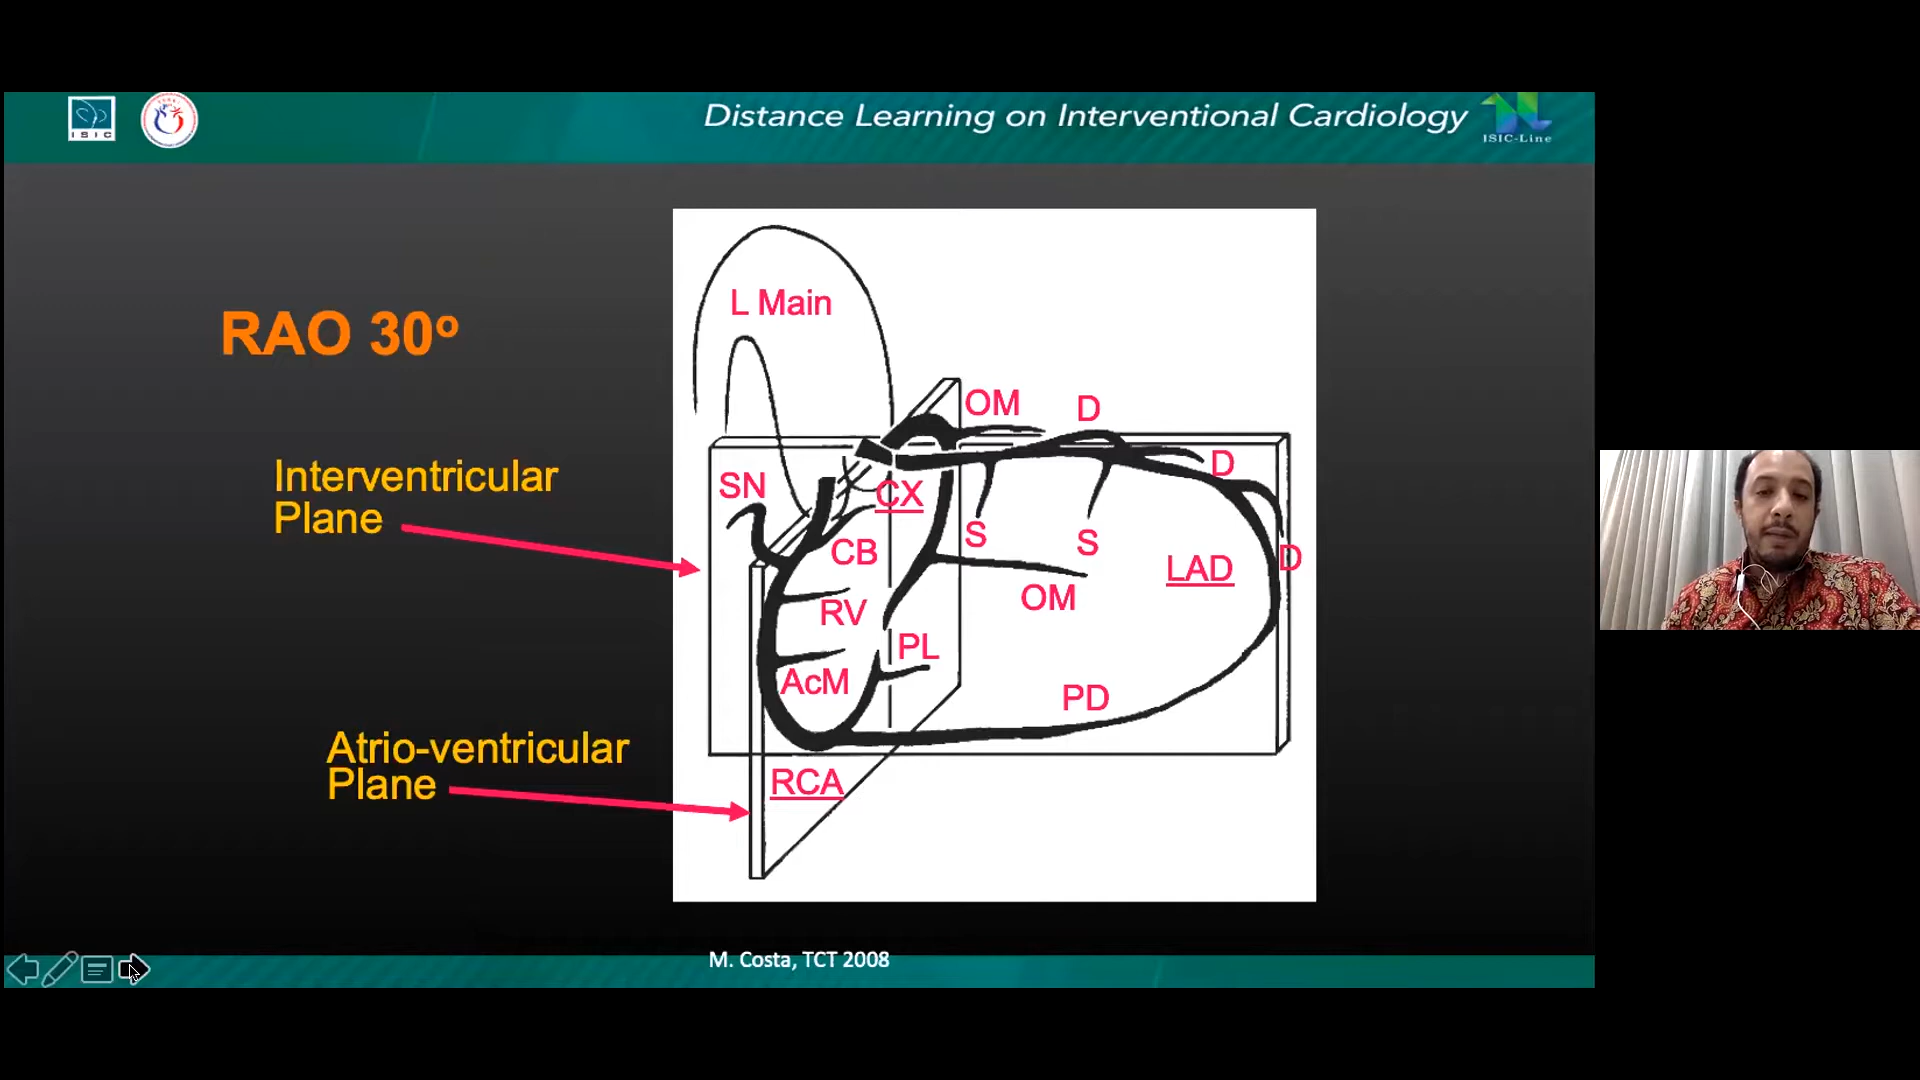 ISIC
Distance Learning on Interventional Cardiology
ISIC-Line
RAO 30º
L Main
OM
D
Interventricular
Plane
SN
CX
D
S
S
CB
LAD
D
OM
RV
PL
AcM
PD
Atrio-ventricular
Plane
RCA
M. Costa, TCT 2008